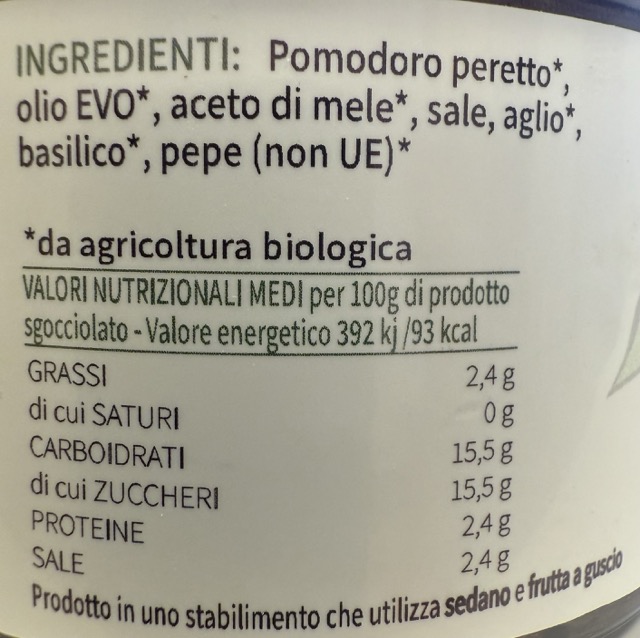 INGREDIENTI: Pomodoro peretto*,
olio EVO*, aceto di mele*, sale, aglio*,
basilico*, pepe (non UE)*
*da agricoltura biologica
VALORI NUTRIZIONALI MEDI per 100g di prodotto
sgocciolato - Valore energetico 392 kj /93 kcal
GRASSI 2,4 g
di cui SATURI 0 g
CARBOIDRATI 15,5 g
di cui ZUCCHERI 15,5 g
PROTEINE 2,4 g
SALE 2,4 g
Prodotto in uno stabilimento che utilizza sedano e frutta a guscio